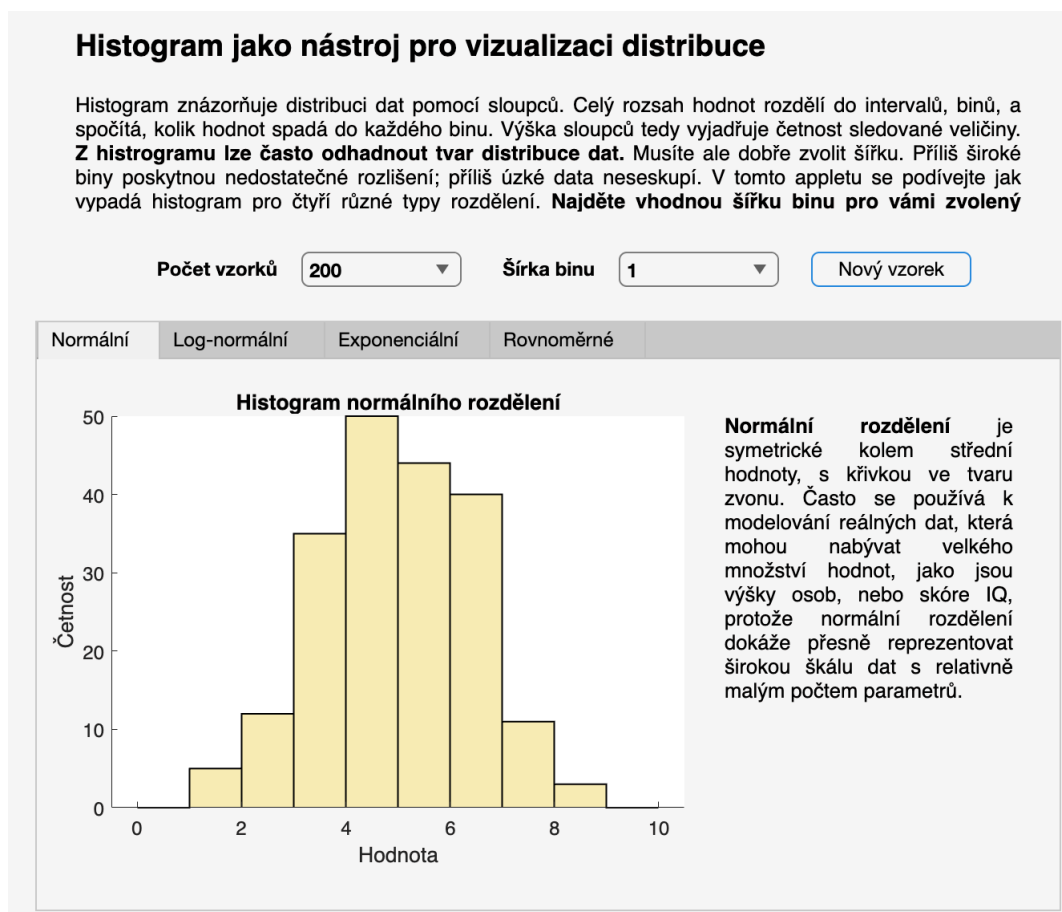 Histogram jako nástroj pro vizualizaci distribuce
Histogram znázorňuje distribuci dat pomocí sloupců. Celý rozsah hodnot rozdělí do intervalů, binů, a
spočítá, kolik hodnot spadá do každého binu. Výška sloupců tedy vyjadřuje četnost sledované veličiny.
Z histrogramu lze často odhadnout tvar distribuce dat. Musíte ale dobře zvolit šířku. Příliš široké
biny poskytnou nedostatečné rozlišení; příliš úzké data neseskupí. V tomto appletu se podívejte jak
vypadá histogram pro čtyří různé typy rozdělení. Najděte vhodnou šířku binu pro vámi zvolený
Počet vzorků 200 Šírka binu 1 Nový vzorek
Normální Log-normální Exponenciální Rovnoměrné
Histogram normálního rozdělení
50
40
30
20
10
0
Četnost
0 2 4 6 8 10
Hodnota
Normální rozdělení je
symetrické kolem střední
hodnoty, s křivkou ve tvaru
zvonu. Často se používá k
modelování reálných dat, která
mohou nabývat velkého
množství hodnot, jako jsou
výšky osob, nebo skóre IQ,
protože normální rozdělení
dokáže přesně reprezentovat
širokou škálu dat s relativně
malým počtem parametrů.